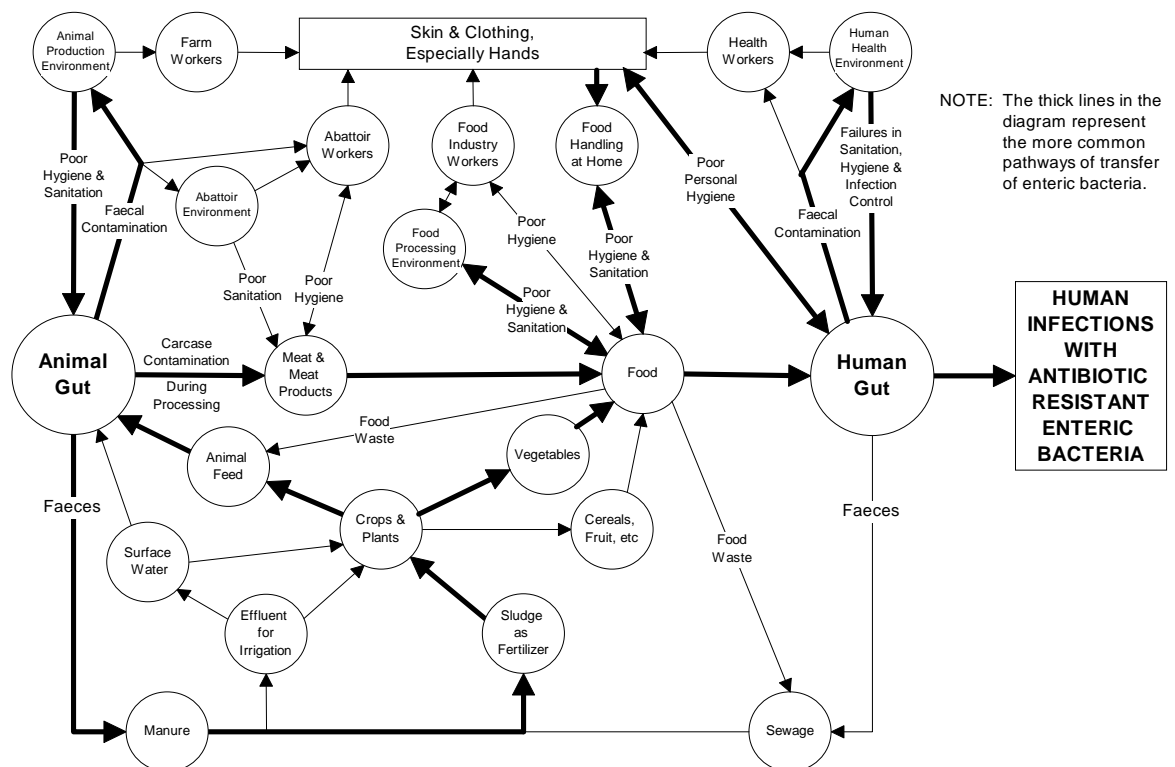 Animal
Production
Environment
Farm
Workers
Skin & Clothing,
Especially Hands
Health
Workers
Human
Health
Environment
NOTE: The thick lines in the
diagram represent
the more common
pathways of transfer
of enteric bacteria.
Abattoir
Workers
Food
Industry
Workers
Food
Handling
at Home
Poor
Hygiene
& Sanitation
Faecal
Contamination
Abattoir
Environment
Poor
Personal
Hygiene
Failures in
Sanitation,
Hygiene &
Infection
Control
Faecal
Contamination
Food
Processing
Environment
Poor
Hygiene
Poor
Hygiene &
Sanitation
Poor
Sanitation
Poor
Hygiene
Poor
Hygiene &
Sanitation
Animal
Gut
Carcase
Contamination
During
Processing
Meat &
Meat
Products
Food
Human
Gut
HUMAN
INFECTIONS
WITH
ANTIBIOTIC
RESISTANT
ENTERIC
BACTERIA
Food
Waste
Animal
Feed
Vegetables
Faeces
Faeces
Crops &
Plants
Cereals,
Fruit, etc
Food
Waste
Surface
Water
Effluent
for
Irrigation
Sludge
as
Fertilizer
Manure
Sewage